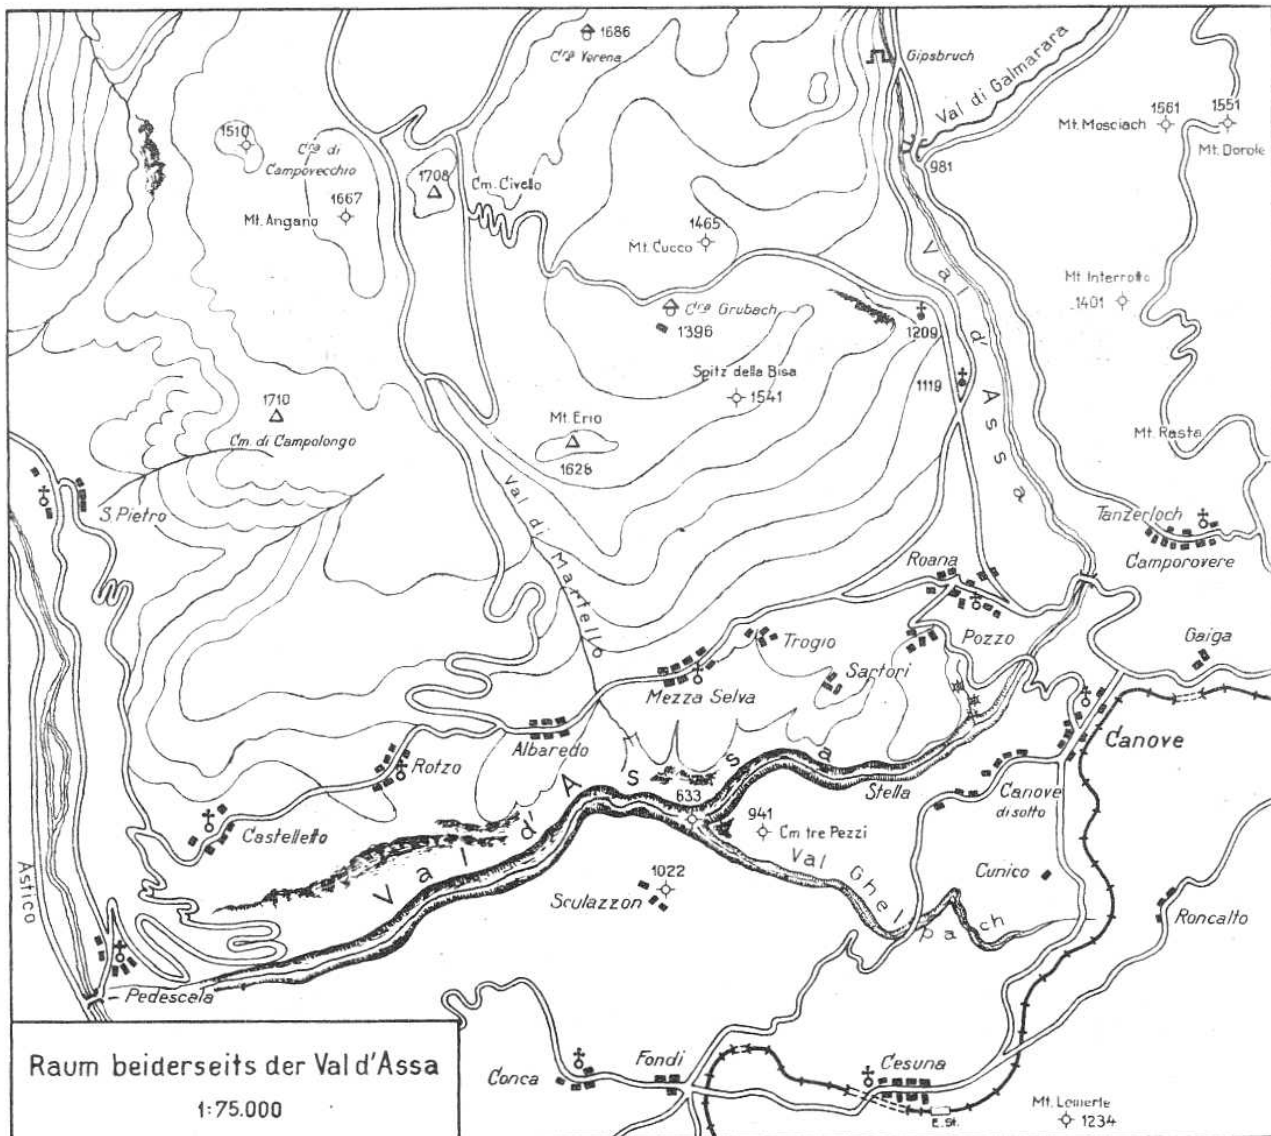 1686
Cra Verena
Gipsbruch
Val di Galmarara
1561
1551
Mt. Mosciach
Mt. Dorole
1510
Cra di
Campovecchio
981
1708
Cm. Civello
1667
Mt. Angano
1465
Mt. Cucco
Val d'Assa
Mt Interrotto
1401
Cra Grubach
1396
1209
Spitz della Bisa
1541
1119
1710
Cm. di Campolongo
Mt. Erio
1628
Mt. Rasta
Val di Martello
S. Pietro
Tanzerloch
Camporovere
Roana
Pozzo
Gaiga
Trogio
Sartori
Mezza Selva
Albaredo
Canove
Rotzo
Val d'Assa
633
Stella
Canove
di sotto
941
Cm tre Pezzi
Castelletto
Val Ghelpach
Cunico
1022
Sculazzon
Roncalto
Astico
Pedescala
Raum beiderseits der Val d'Assa
1:75.000
Conca
Fondi
Cesuna
E.St.
Mt. Lemerle
1234